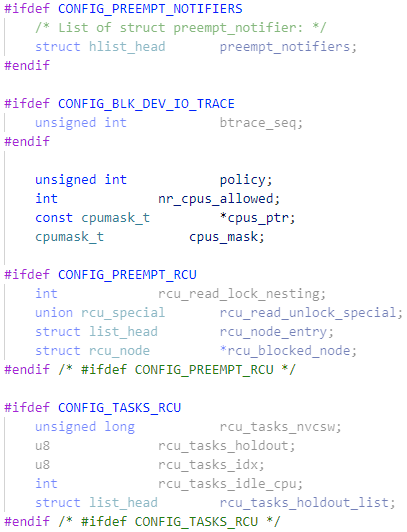 #ifdef CONFIG_PREEMPT_NOTIFIERS
/* List of struct preempt_notifier: */
struct hlist_head preempt_notifiers;
#endif
#ifdef CONFIG_BLK_DEV_IO_TRACE
unsigned int btrace_seq;
#endif
unsigned int policy;
int nr_cpus_allowed;
const cpumask_t *cpus_ptr;
cpumask_t cpus_mask;
#ifdef CONFIG_PREEMPT_RCU
int rcu_read_lock_nesting;
union rcu_special rcu_read_unlock_special;
struct list_head rcu_node_entry;
struct rcu_node *rcu_blocked_node;
#endif /* #ifdef CONFIG_PREEMPT_RCU */
#ifdef CONFIG_TASKS_RCU
unsigned long rcu_tasks_nvcsw;
u8 rcu_tasks_holdout;
u8 rcu_tasks_idx;
int rcu_tasks_idle_cpu;
struct list_head rcu_tasks_holdout_list;
#endif /* #ifdef CONFIG_TASKS_RCU */